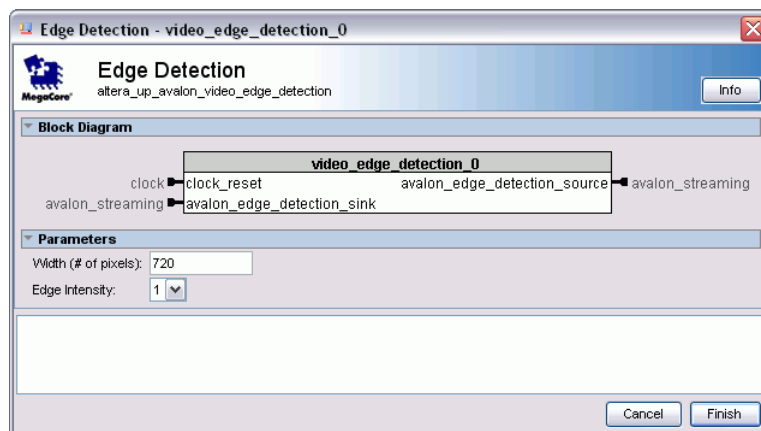 Edge Detection - video_edge_detection_0
MegaCore®
Edge Detection
altera_up_avalon_video_edge_detection
Info
Block Diagram
video_edge_detection_0
clock clock_reset avalon_edge_detection_source avalon_streaming
avalon_streaming avalon_edge_detection_sink
Parameters
Width (# of pixels): 720
Edge Intensity: 1
Cancel Finish